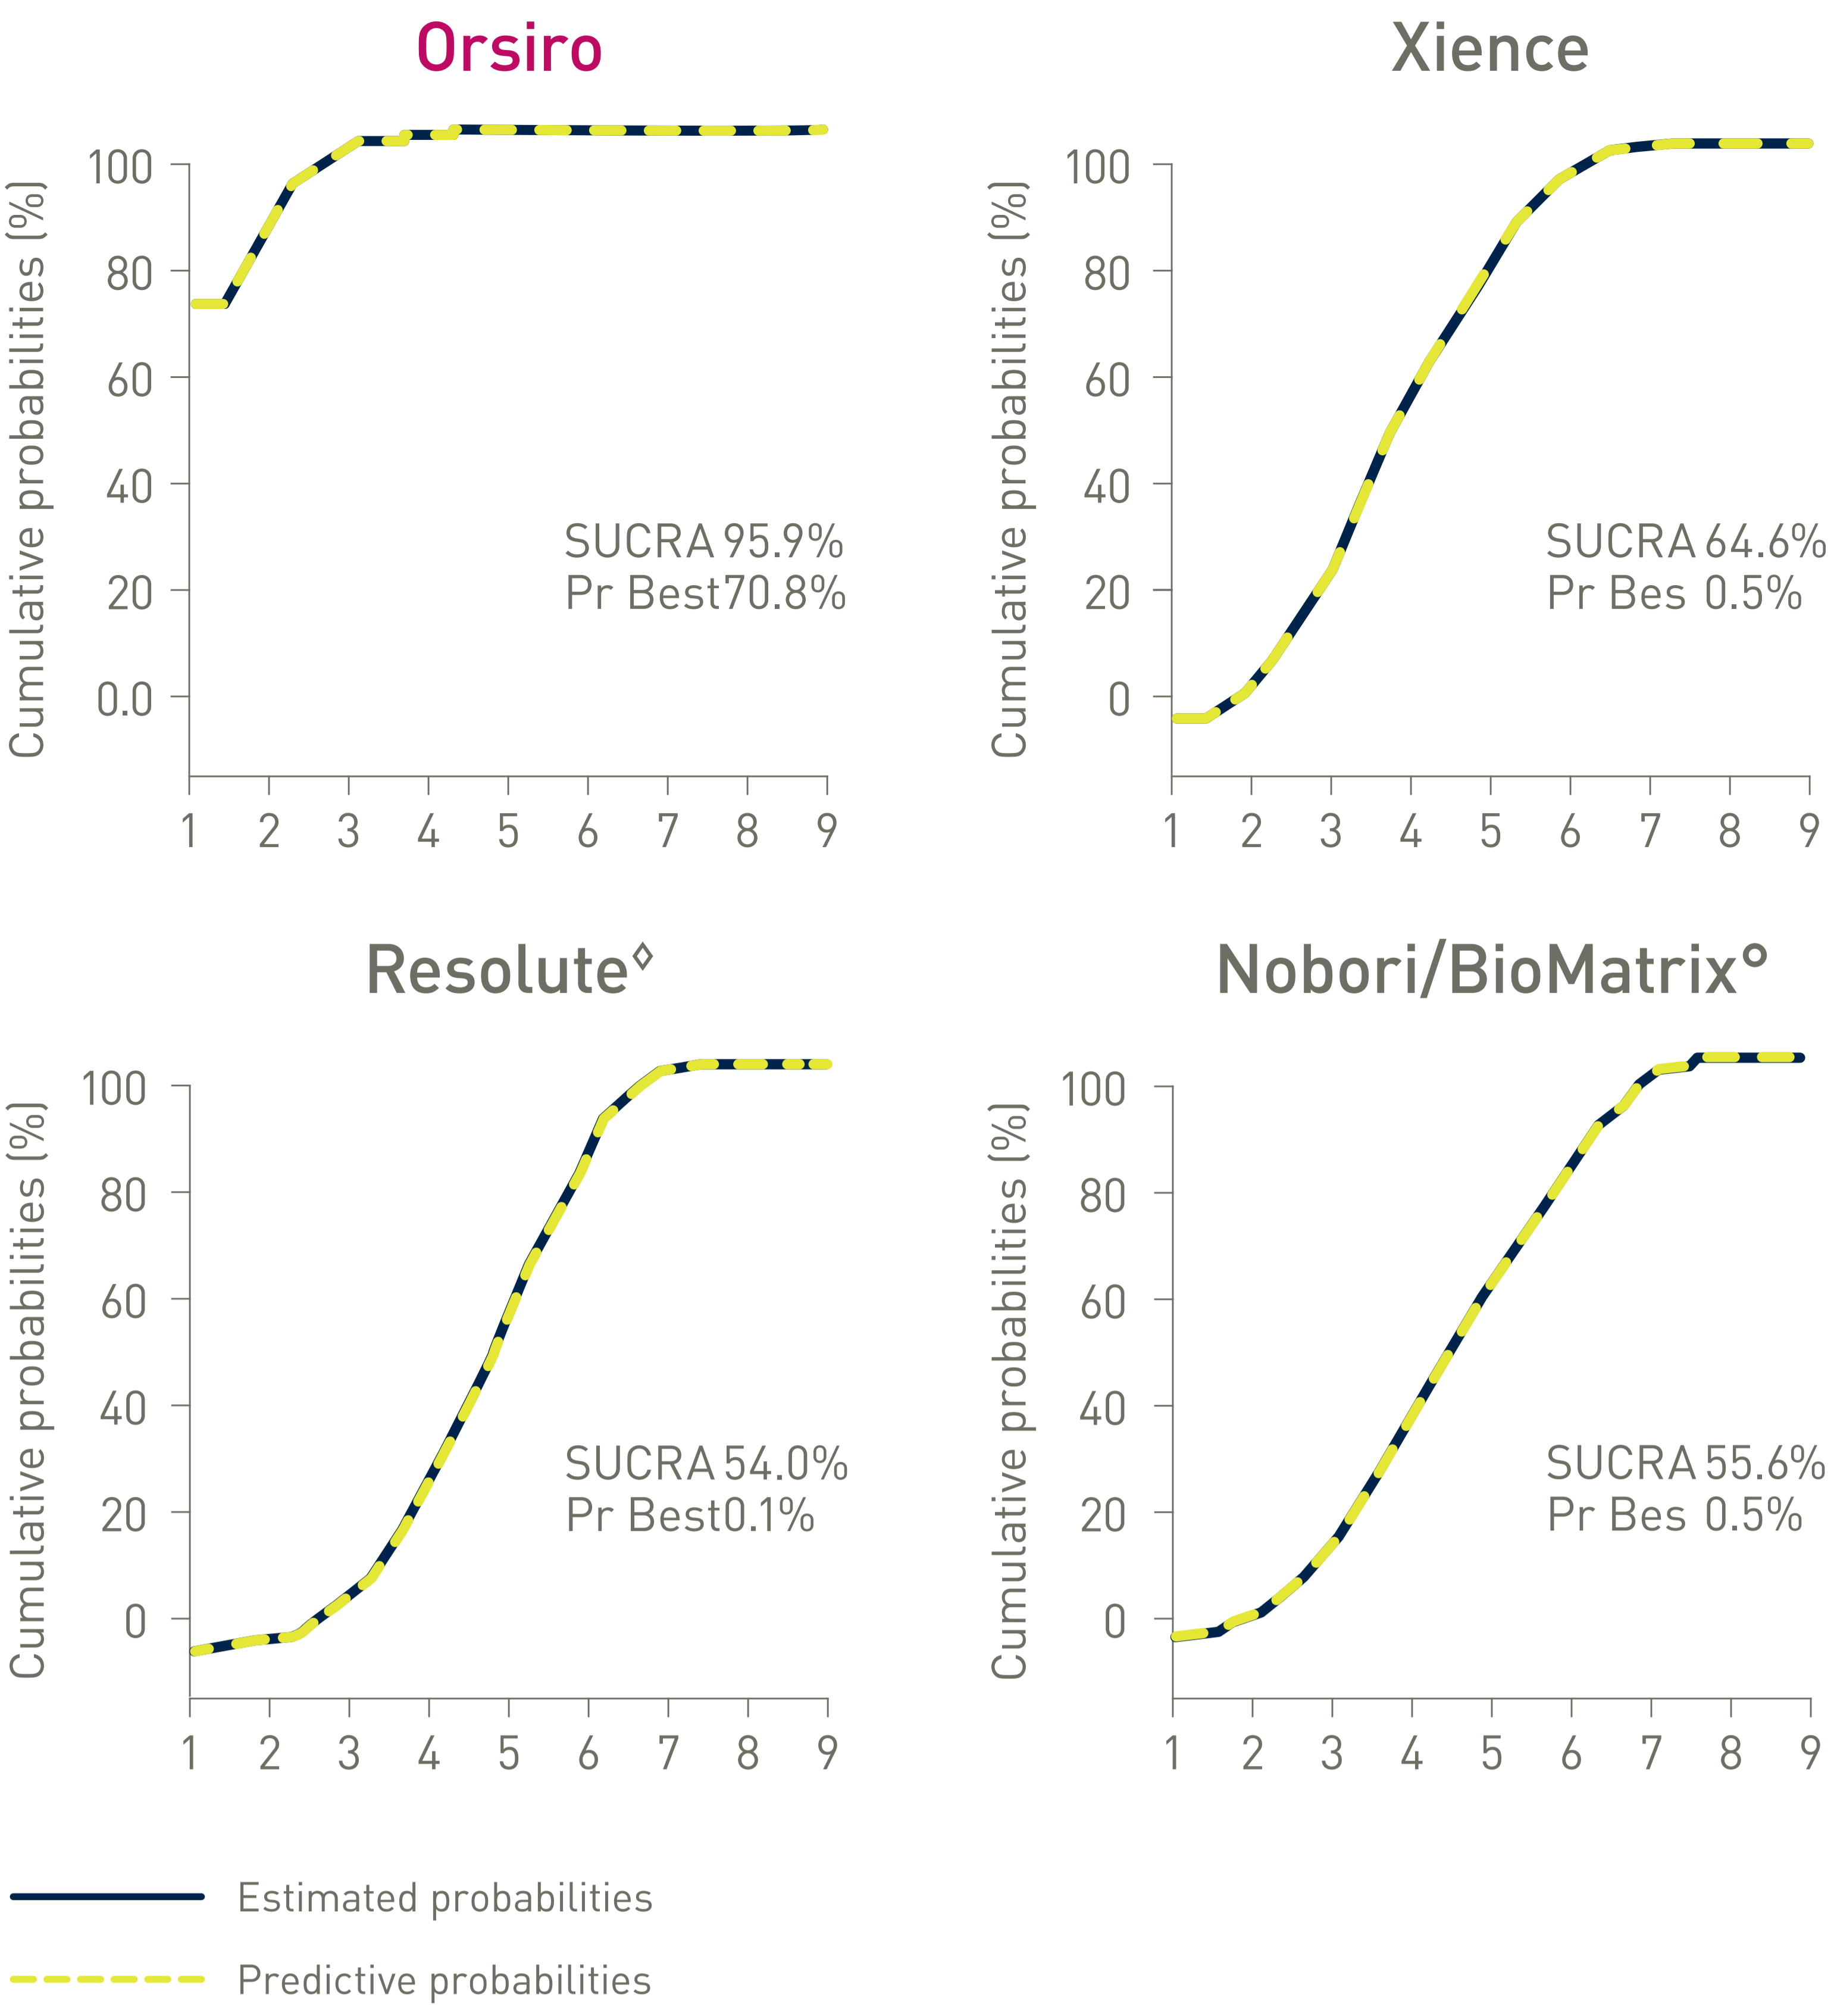 Orsiro
Cumulative probabilities (%)
100
80
60
40
20
0.0
SUCRA 95.9%
Pr Best70.8%
1 2 3 4 5 6 7 8 9
Xience
Cumulative probabilities (%)
100
80
60
40
20
0
SUCRA 64.6%
Pr Bes 0.5%
1 2 3 4 5 6 7 8 9
Resolute◊
Cumulative probabilities (%)
100
80
60
40
20
0
SUCRA 54.0%
Pr Best0.1%
1 2 3 4 5 6 7 8 9
Nobori/BioMatrix°
Cumulative probabilities (%)
100
80
60
40
20
0
SUCRA 55.6%
Pr Bes 0.5%
1 2 3 4 5 6 7 8 9
Estimated probabilities
Predictive probabilities